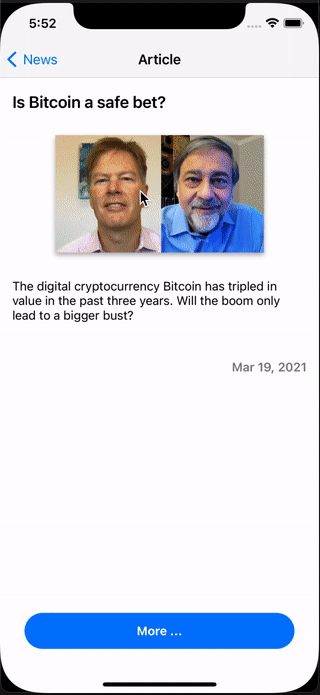 5:52
News
Article
Is Bitcoin a safe bet?
The digital cryptocurrency Bitcoin has tripled in
value in the past three years. Will the boom only
lead to a bigger bust?
Mar 19, 2021
More ...